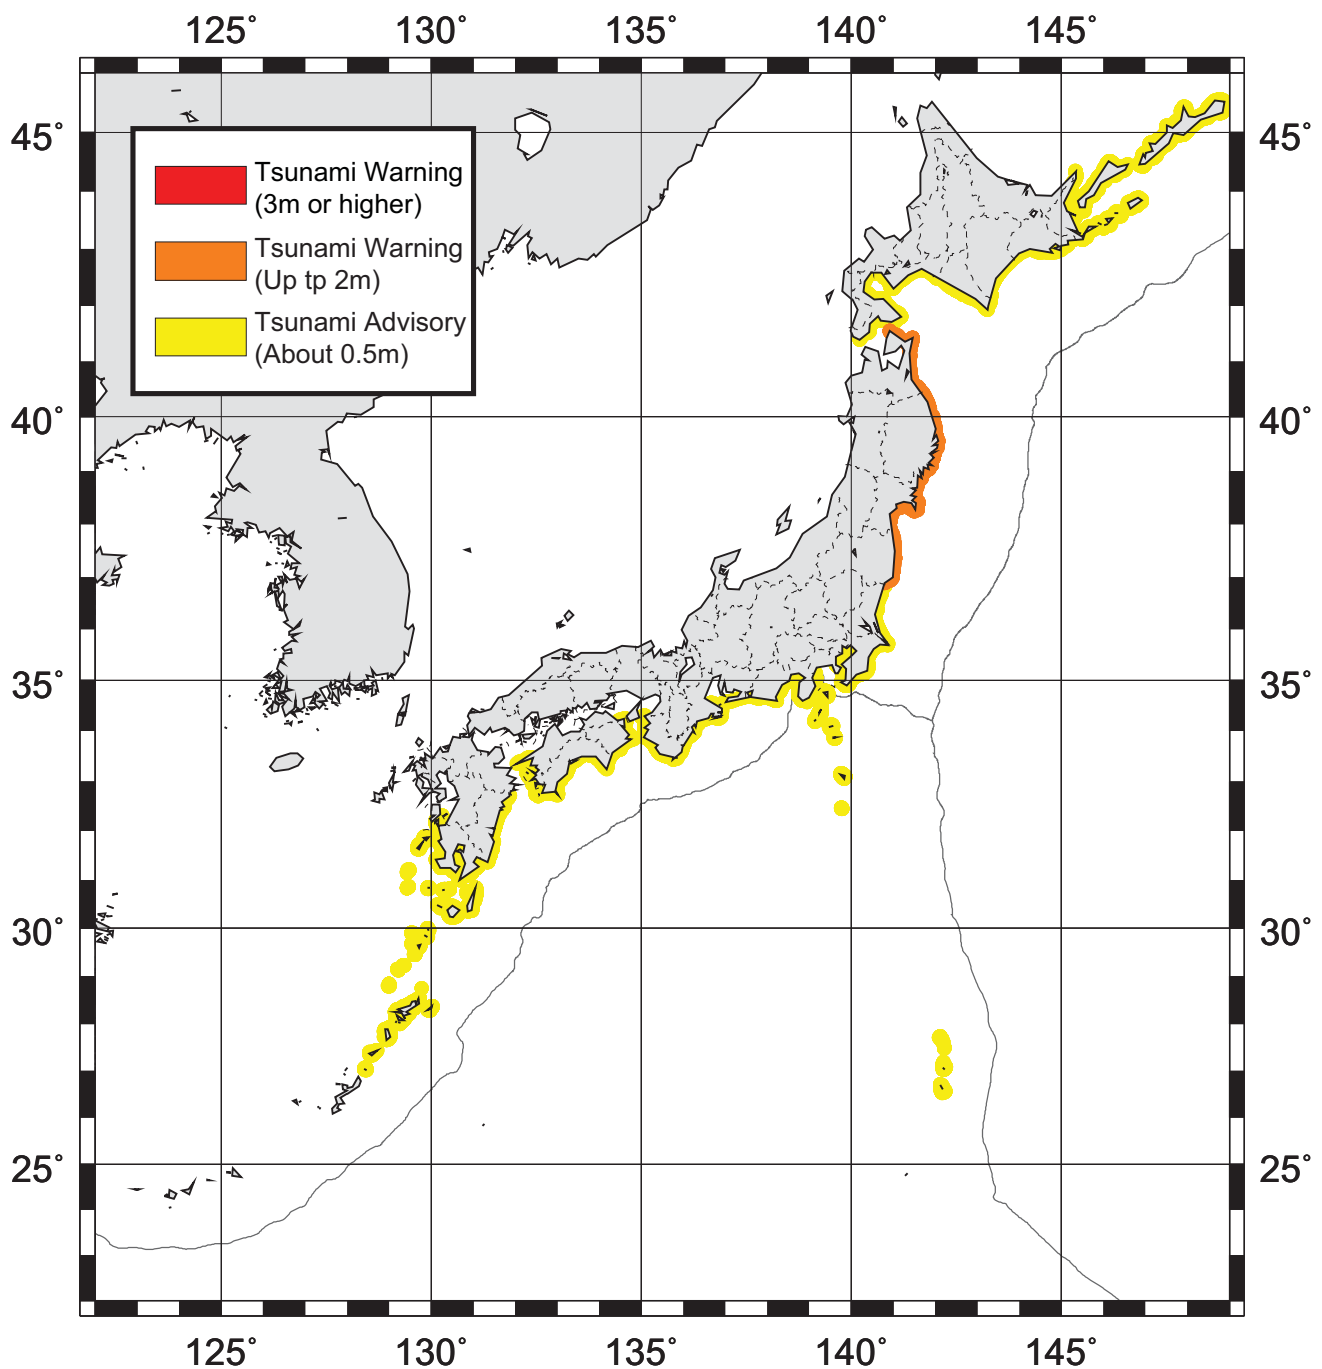 125° 130° 135° 140° 145°
45° 45°
Tsunami Warning
(3m or higher)
Tsunami Warning
(Up tp 2m)
Tsunami Advisory
(About 0.5m)
40° 40°
35° 35°
30° 30°
25° 25°
125° 130° 135° 140° 145°